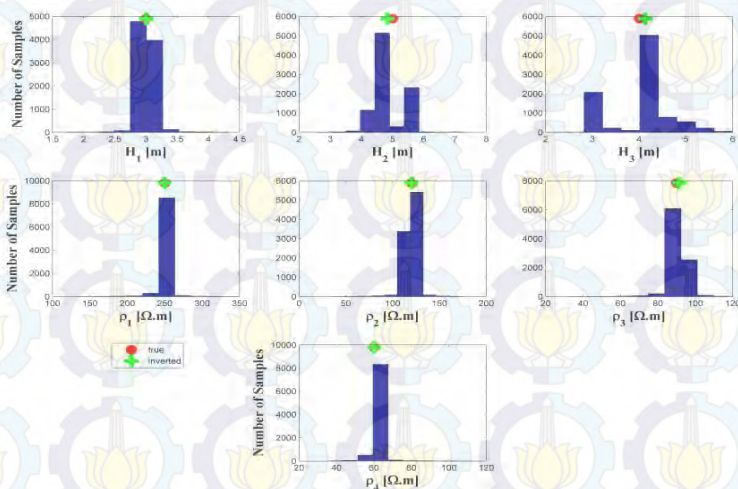 Number of Samples
5000
4000
3000
2000
1000
0
1.5 2 2.5 3 3.5 4 4.5
H₁ [m]
6000
5000
4000
3000
2000
1000
0
2 3 4 5 6 7 8
H₂ [m]
6000
5000
4000
3000
2000
1000
0
2 3 4 5 6
H₃ [m]
Number of Samples
10000
8000
6000
4000
2000
0
100 150 200 250 300 350
ρ₁ [Ω.m]
6000
5000
4000
3000
2000
1000
0
0 50 100 150 200
ρ₂ [Ω.m]
8000
6000
4000
2000
0
20 40 60 80 100 120
ρ₃ [Ω.m]
true
inverted
Number of Samples
10000
8000
6000
4000
2000
0
20 40 60 80 100 120
ρ₄ [Ω.m]